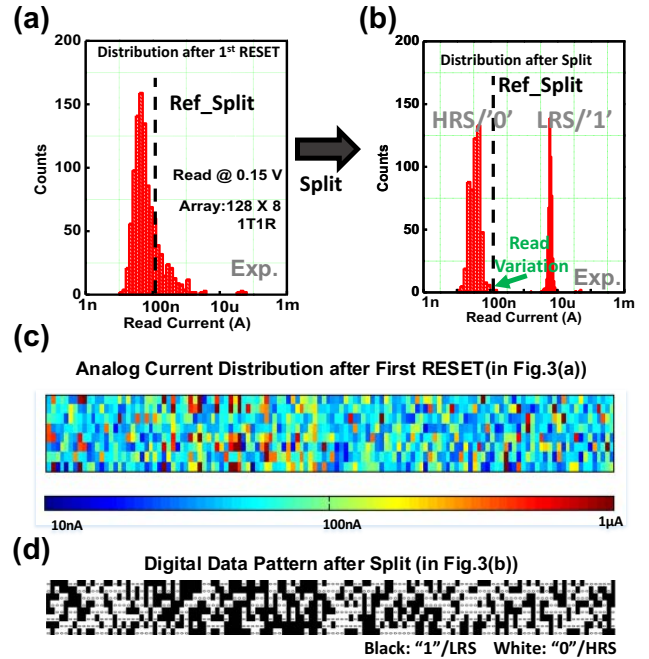 (a)
Distribution after 1st RESET
Ref_Split
Read @ 0.15 V
Array:128 X 8
1T1R
Exp.
Counts
200
150
100
50
0
1n
100n
10u
1m
Read Current (A)
Split
(b)
Distribution after Split
Ref_Split
HRS/'0'
LRS/'1'
Read
Variation
Exp.
Counts
200
150
100
50
0
1n
100n
10u
1m
Read Current (A)
(c)
Analog Current Distribution after First RESET(in Fig.3(a))
10nA
100nA
1µA
(d)
Digital Data Pattern after Split (in Fig.3(b))
Black: “1”/LRS White: “0”/HRS